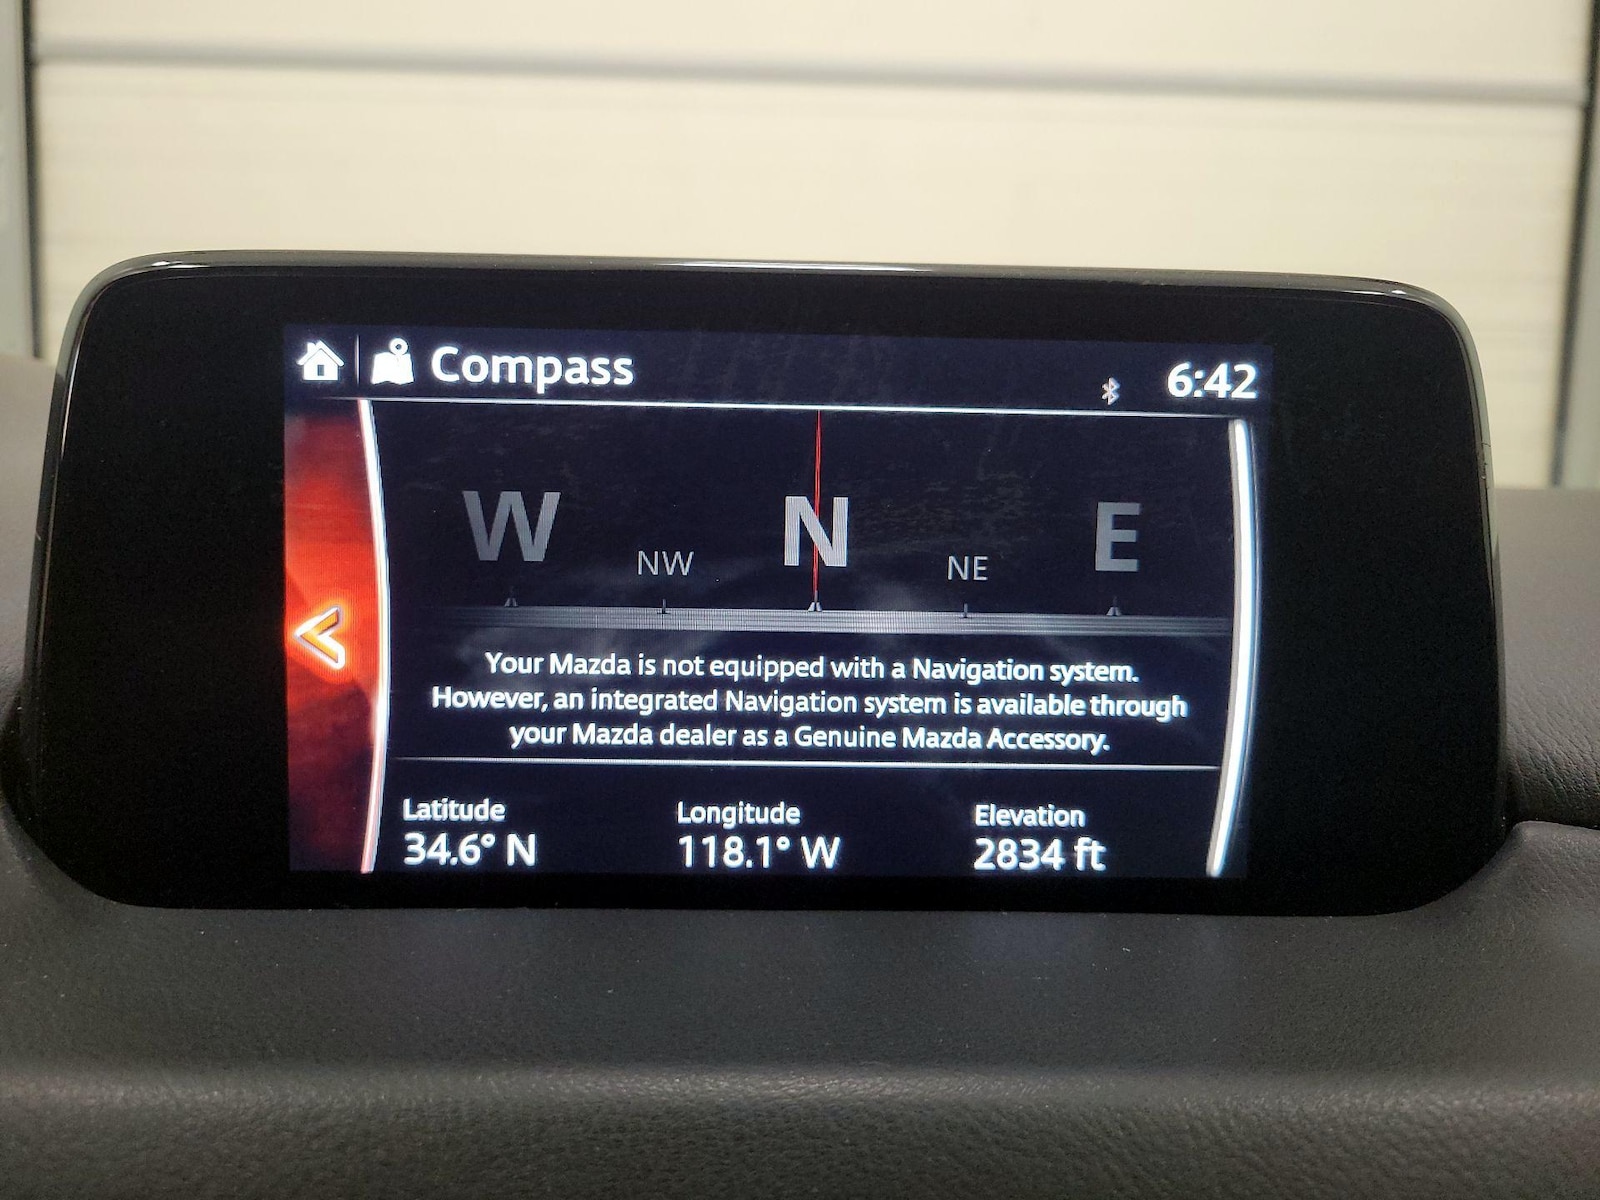 Compass
6:42
W NW N NE E
Your Mazda is not equipped with a Navigation system.
However, an integrated Navigation system is available through
your Mazda dealer as a Genuine Mazda Accessory.
Latitude Longitude Elevation
34.6° N 118.1° W 2834 ft